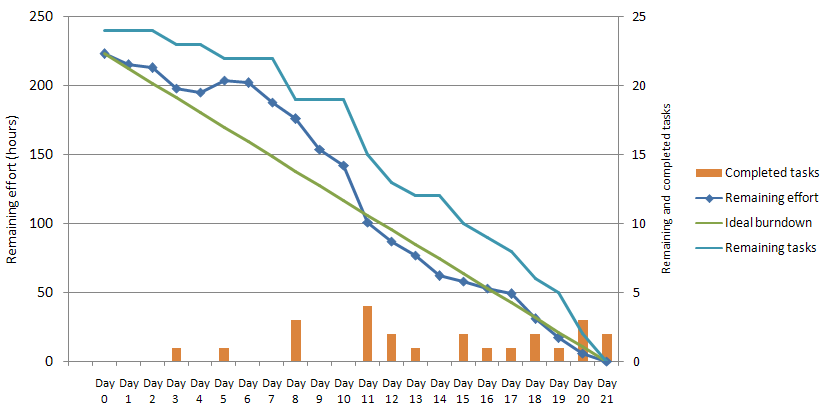 250
200
150
100
50
0
Remaining effort (hours)
25
20
15
10
5
0
Remaining and completed tasks
Completed tasks
Remaining effort
Ideal burndown
Remaining tasks
Day Day Day Day Day Day Day Day Day Day Day Day Day Day Day Day Day Day Day Day Day Day
0 1 2 3 4 5 6 7 8 9 10 11 12 13 14 15 16 17 18 19 20 21